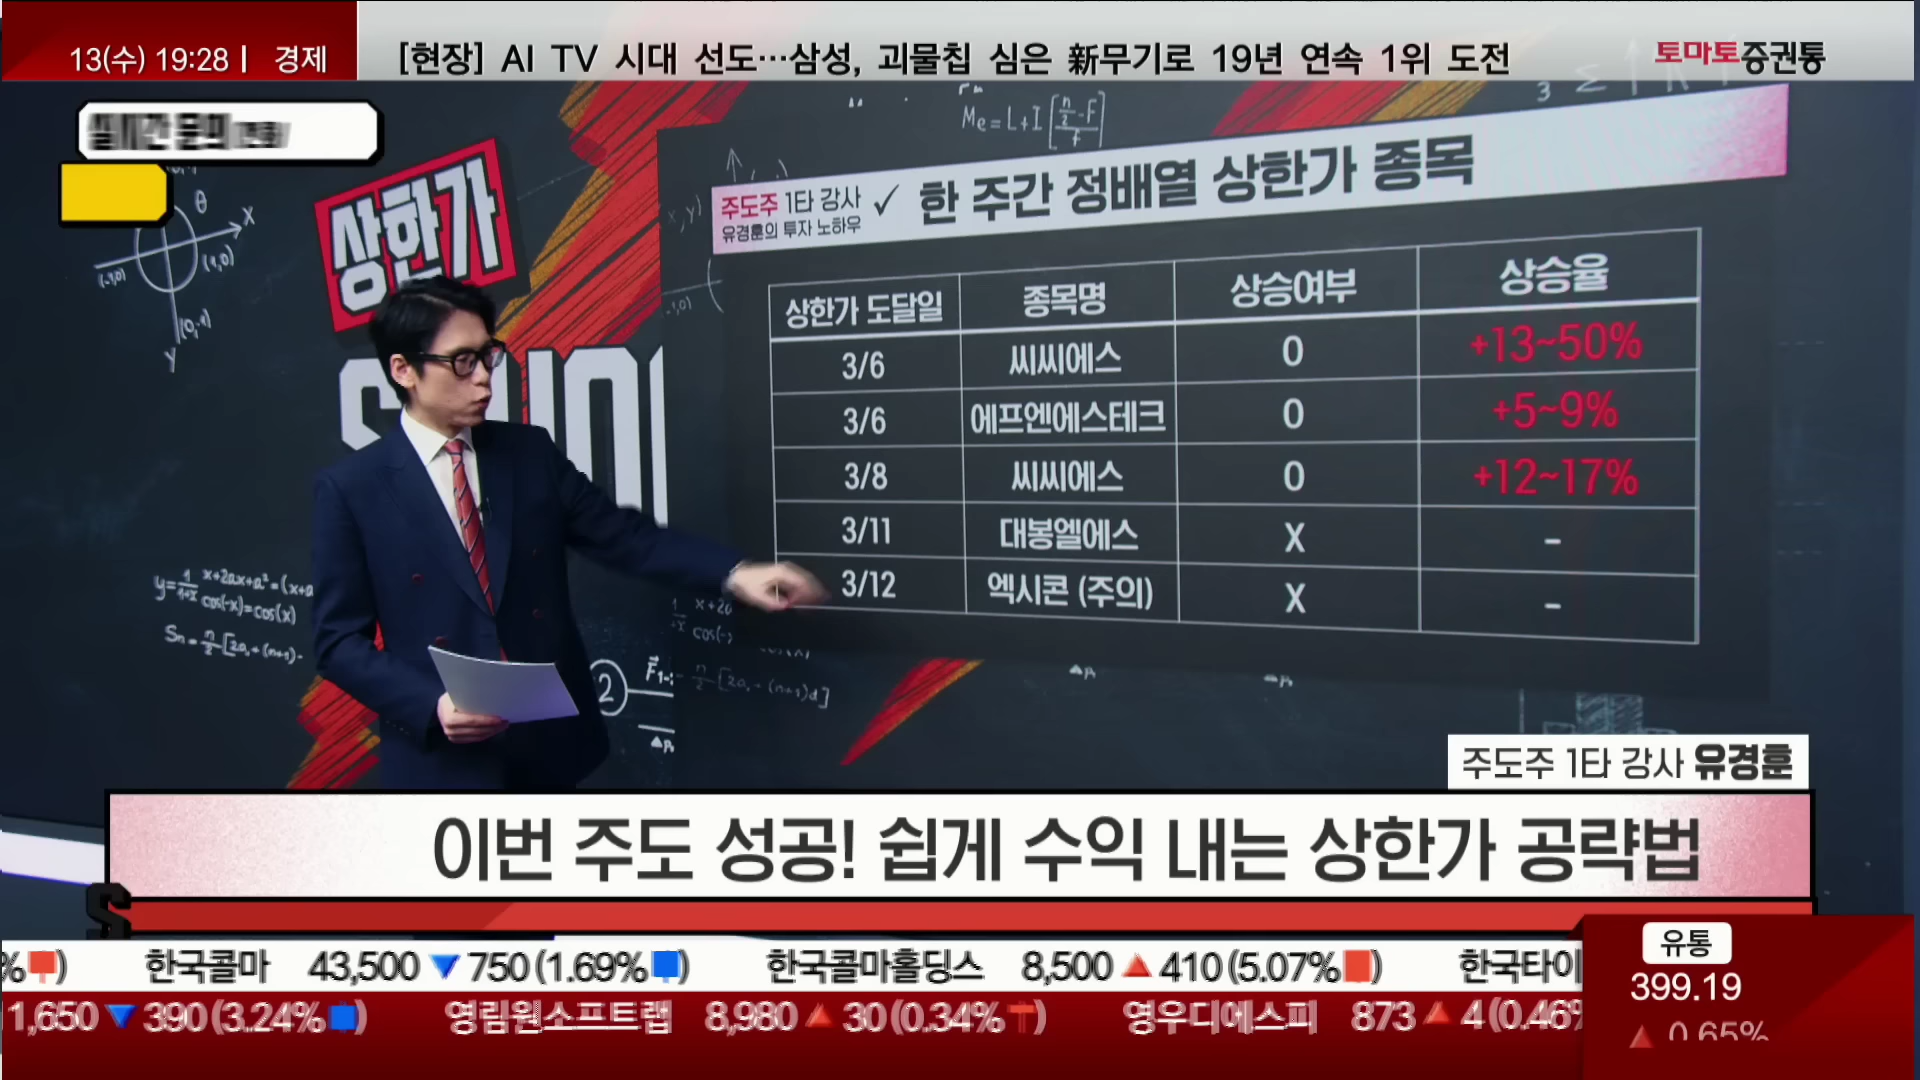 13(수) 19:28 | 경제
[현장] AI TV 시대 선도…삼성, 괴물칩 심은 新무기로 19년 연속 1위 도전
토마토증권통
상한가
주도주 1타 강사
유경훈의 투자 노하우
✓ 한 주간 정배열 상한가 종목
상한가 도달일 종목명 상승여부 상승율
3/6 씨씨에스 O +13~50%
3/6 에프엔에스테크 O +5~9%
3/8 씨씨에스 O +12~17%
3/11 대봉엘에스 X -
3/12 엑시콘 (주의) X -
주도주 1타 강사 유경훈
이번 주도 성공! 쉽게 수익 내는 상한가 공략법
한국콜마 43,500 ▼ 750 (1.69%) 한국콜마홀딩스 8,500 ▲ 410 (5.07%) 한국타이
1,650 ▼ 390 (3.24%) 영림원소프트랩 8,980 ▲ 30 (0.34%) 영우디에스피 873 ▲ 4 (0.46%
유통
399.19
▲ 0.65%